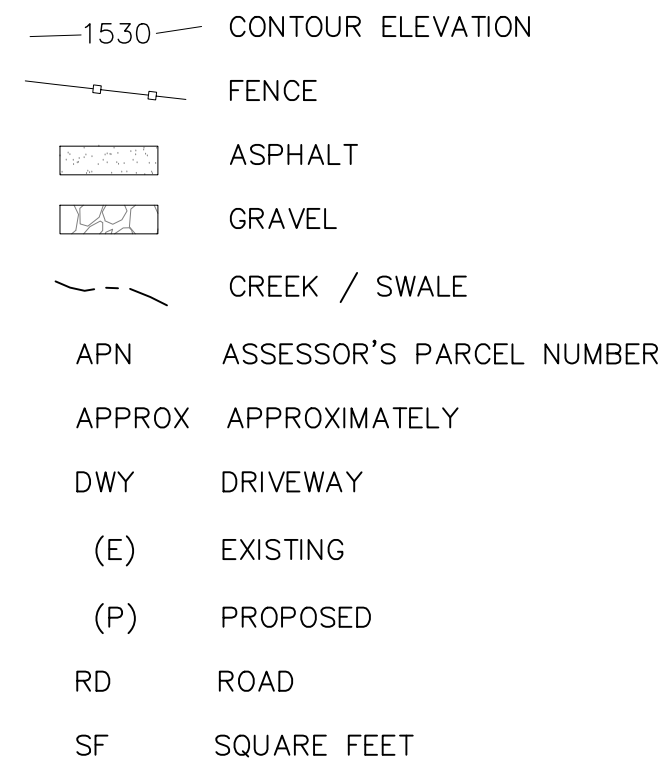 1530 CONTOUR ELEVATION
FENCE
ASPHALT
GRAVEL
CREEK / SWALE
APN ASSESSOR'S PARCEL NUMBER
APPROX APPROXIMATELY
DWY DRIVEWAY
(E) EXISTING
(P) PROPOSED
RD ROAD
SF SQUARE FEET